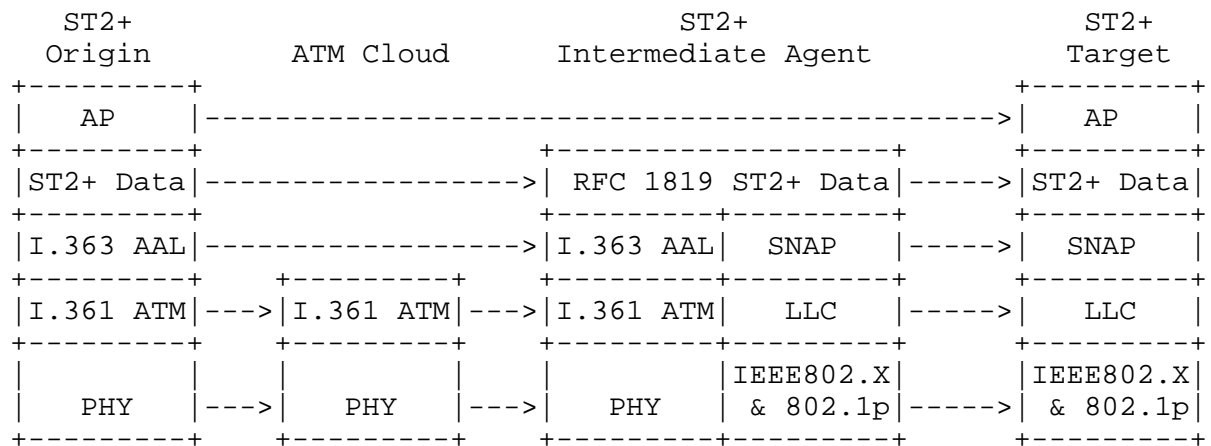 ST2+                                    ST2+                  ST2+
    Origin        ATM Cloud      Intermediate Agent           Target
  +---------+                                              +---------+
  |   AP    |--------------------------------------------->|   AP    |
  +---------+                   +-------------------+      +---------+
  |ST2+ Data|------------------>| RFC 1819 ST2+ Data|----->|ST2+ Data|
  +---------+                   +---------+---------+      +---------+
  |I.363 AAL|------------------>|I.363 AAL|  SNAP   |----->|  SNAP   |
  +---------+    +---------+    +---------+---------+      +---------+
  |I.361 ATM|--->|I.361 ATM|--->|I.361 ATM|   LLC   |----->|   LLC   |
  +---------+    +---------+    +---------+---------+      +---------+
  |         |    |         |    |         |IEEE802.X|      |IEEE802.X|
  |   PHY   |--->|   PHY   |--->|   PHY   | & 802.1p|----->| & 802.1p|
  +---------+    +---------+    +---------+---------+      +---------+